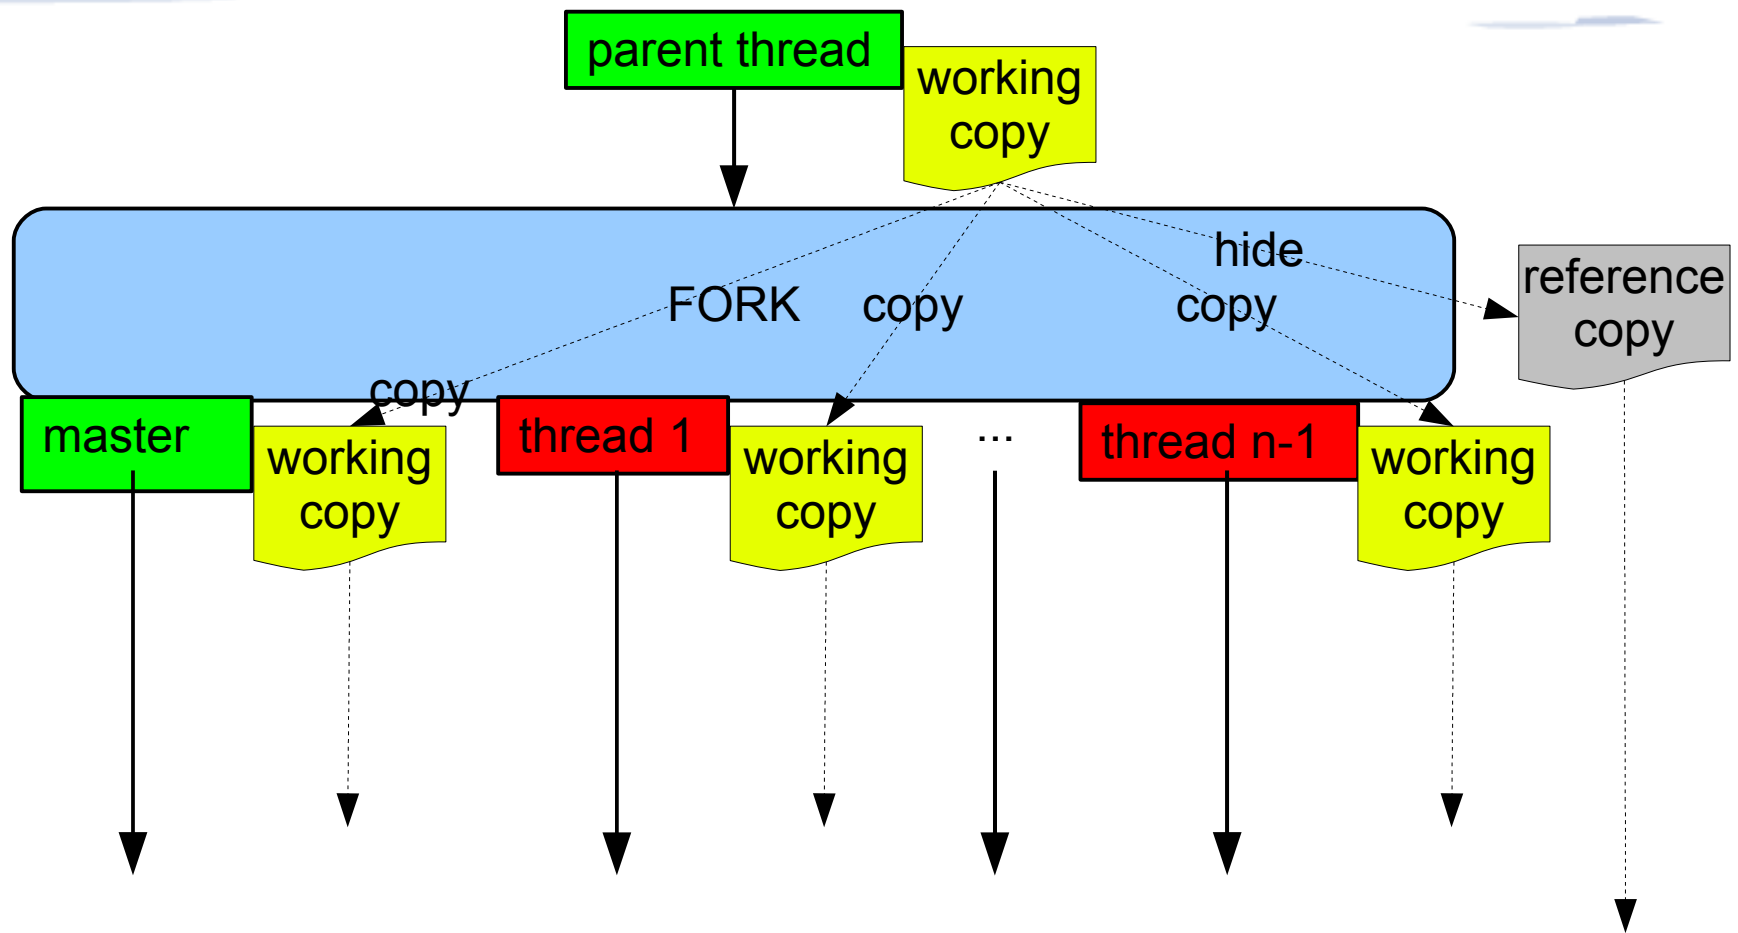 parent thread
working
copy
hide
reference
copy
FORK
copy
copy
copy
master
working
copy
thread 1
working
copy
...
thread n-1
working
copy